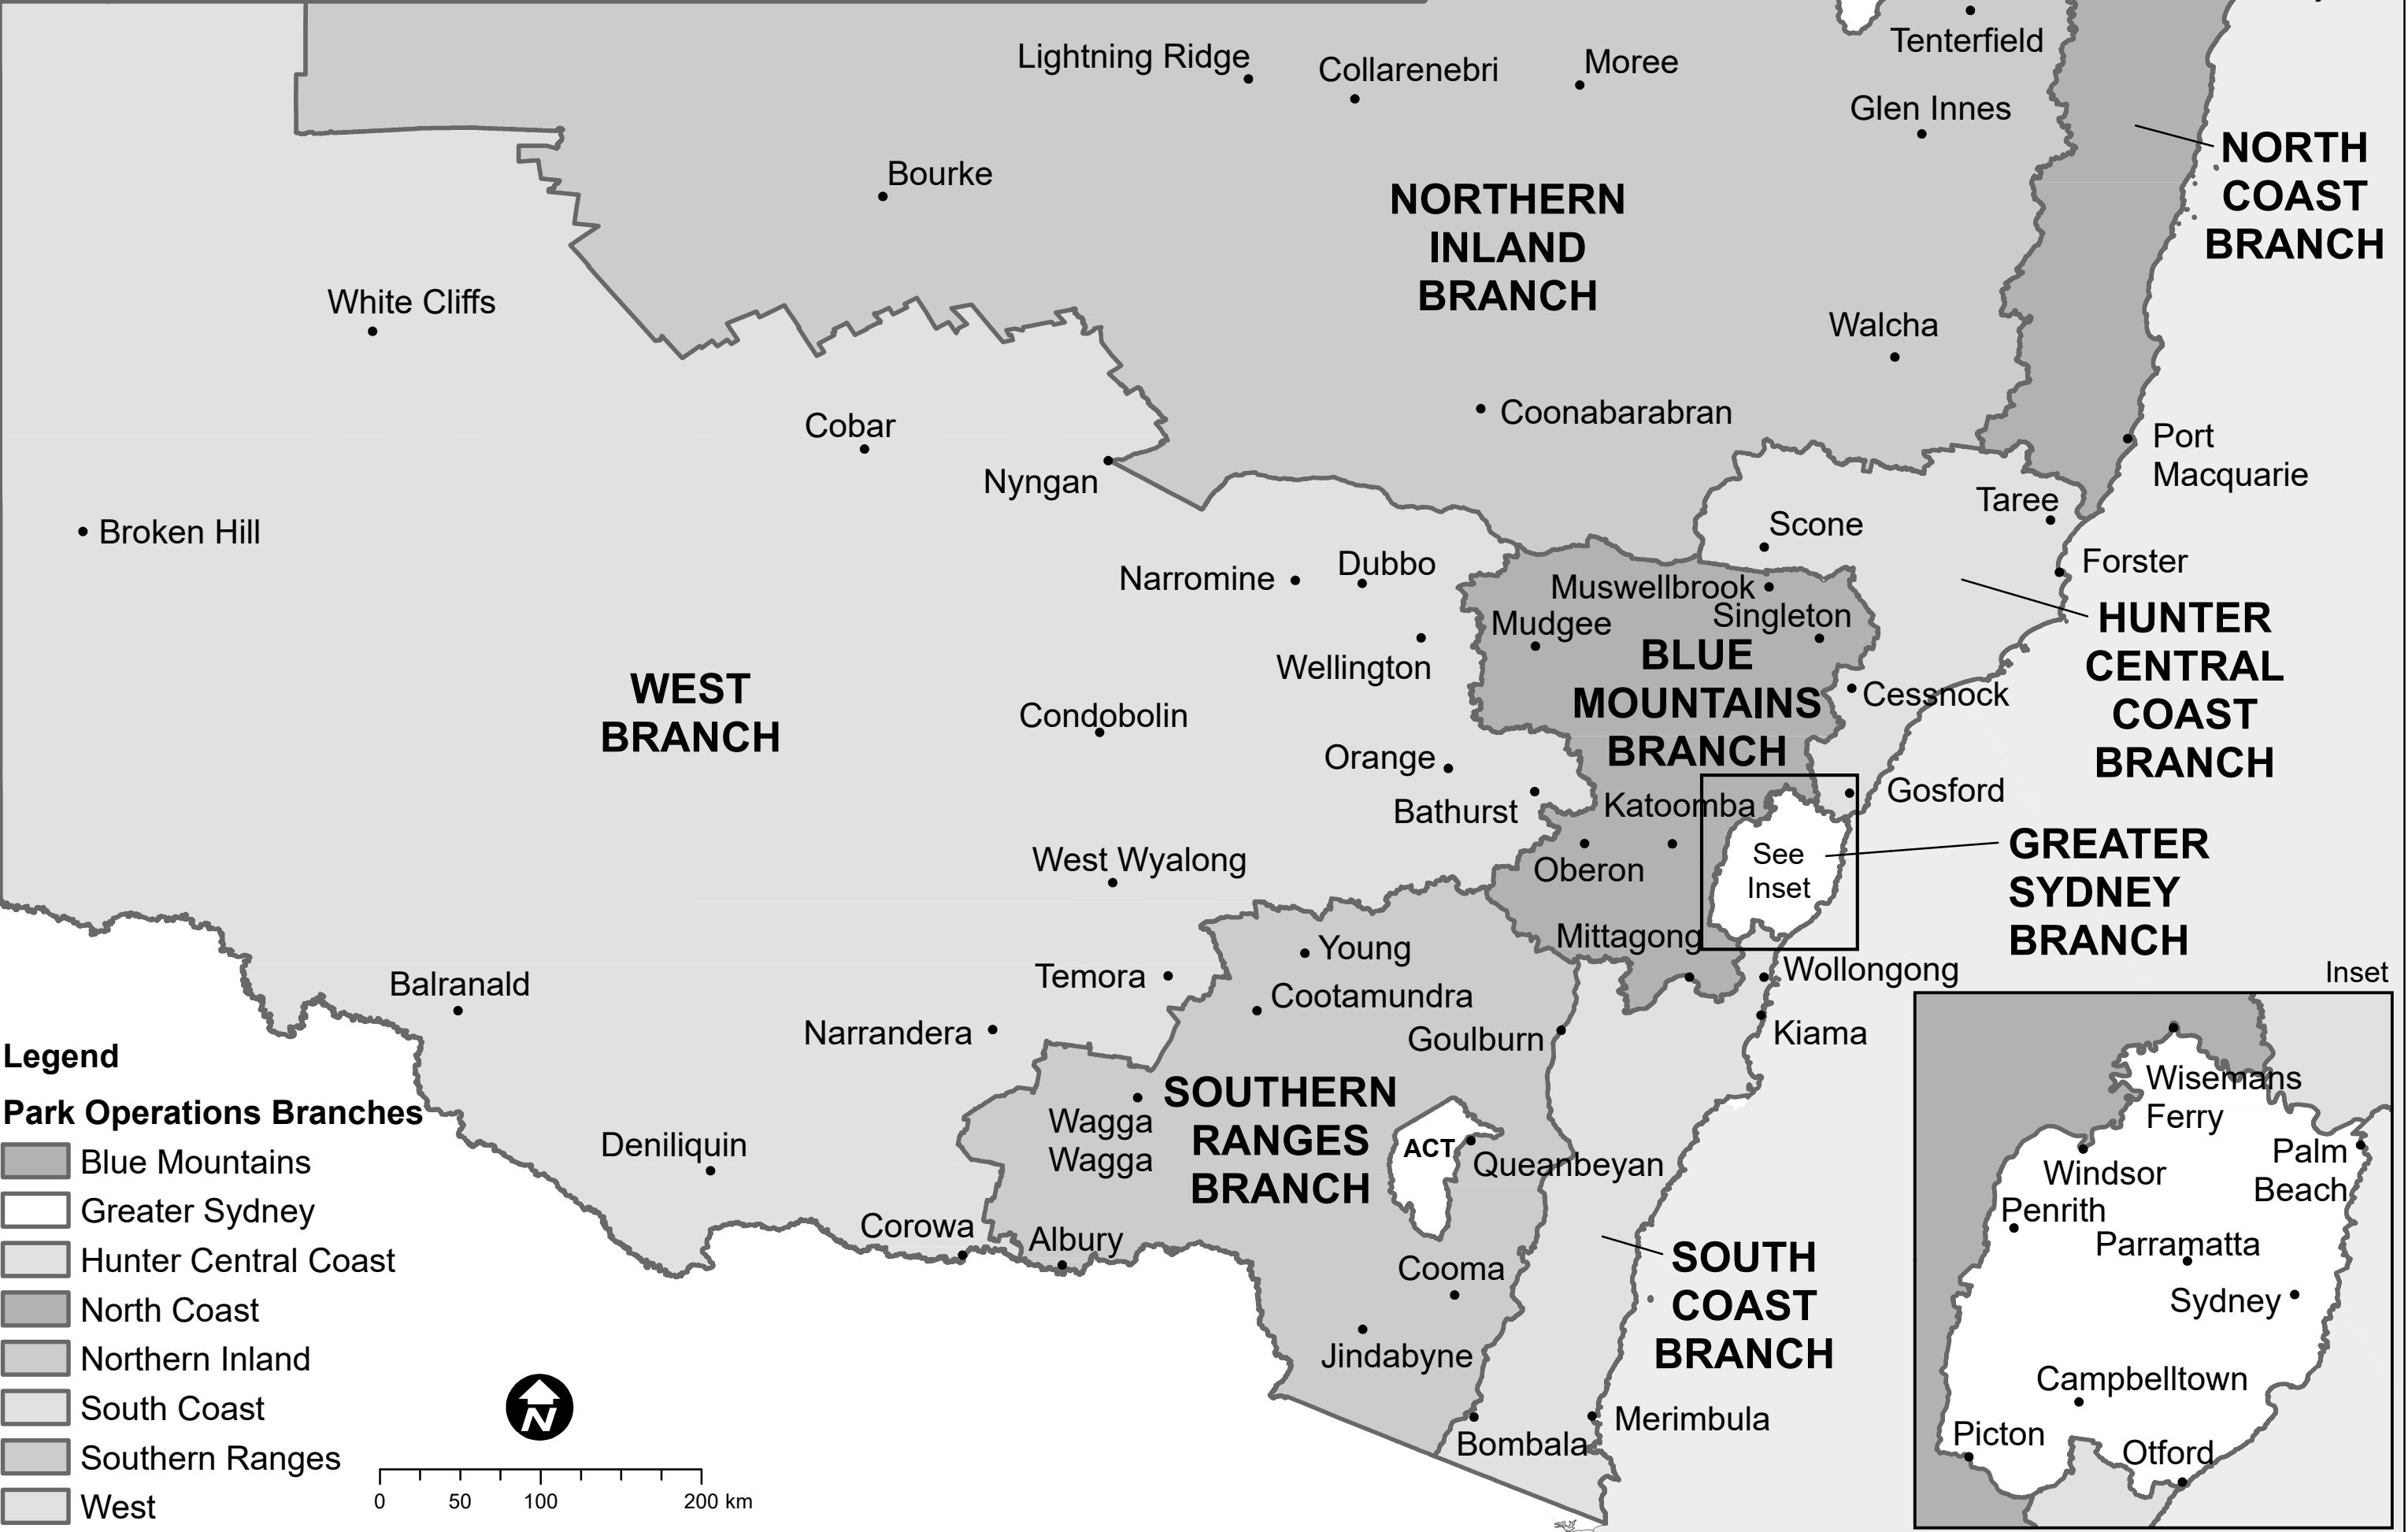 Tenterfield
Lightning Ridge
Collarenebri
Moree
Glen Innes
NORTH
COAST
BRANCH
Bourke
NORTHERN
INLAND
BRANCH
White Cliffs
Walcha
Cobar
Coonabarabran
Port
Macquarie
Nyngan
Taree
Broken Hill
Scone
Forster
Narromine
Dubbo
Muswellbrook
Singleton
Mudgee
HUNTER
CENTRAL
COAST
BRANCH
Wellington
BLUE
MOUNTAINS
BRANCH
WEST
BRANCH
Cessnock
Condobolin
Orange
Gosford
Bathurst
Katoomba
West Wyalong
Oberon
See
Inset
GREATER
SYDNEY
BRANCH
Mittagong
Young
Wollongong
Temora
Balranald
Cootamundra
Narrandera
Goulburn
Kiama
SOUTHERN
RANGES
BRANCH
Wagga
Wagga
ACT
Queanbeyan
Deniliquin
Corowa
Albury
Cooma
SOUTH
COAST
BRANCH
Jindabyne
Merimbula
Bombala
Inset
Wisemans
Ferry
Palm
Beach
Windsor
Penrith
Parramatta
Sydney
Campbelltown
Picton
Otford
Legend
Park Operations Branches
Blue Mountains
Greater Sydney
Hunter Central Coast
North Coast
Northern Inland
South Coast
Southern Ranges
West
N
0 50 100 200 km